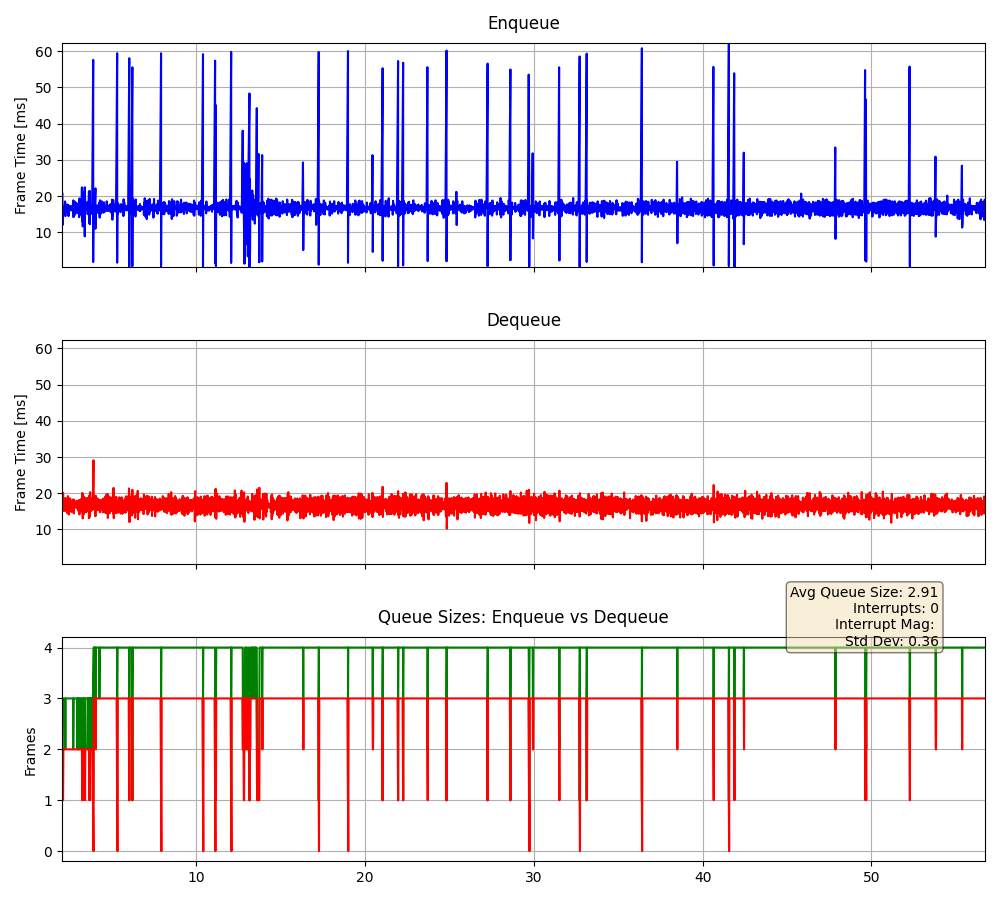 Enqueue
60
50
40
30
20
10
Frame Time [ms]
Dequeue
60
50
40
30
20
10
Frame Time [ms]
Avg Queue Size: 2.91
Interrupts: 0
Interrupt Mag:
Std Dev: 0.36
Queue Sizes: Enqueue vs Dequeue
4
3
2
1
0
Frames
10 20 30 40 50